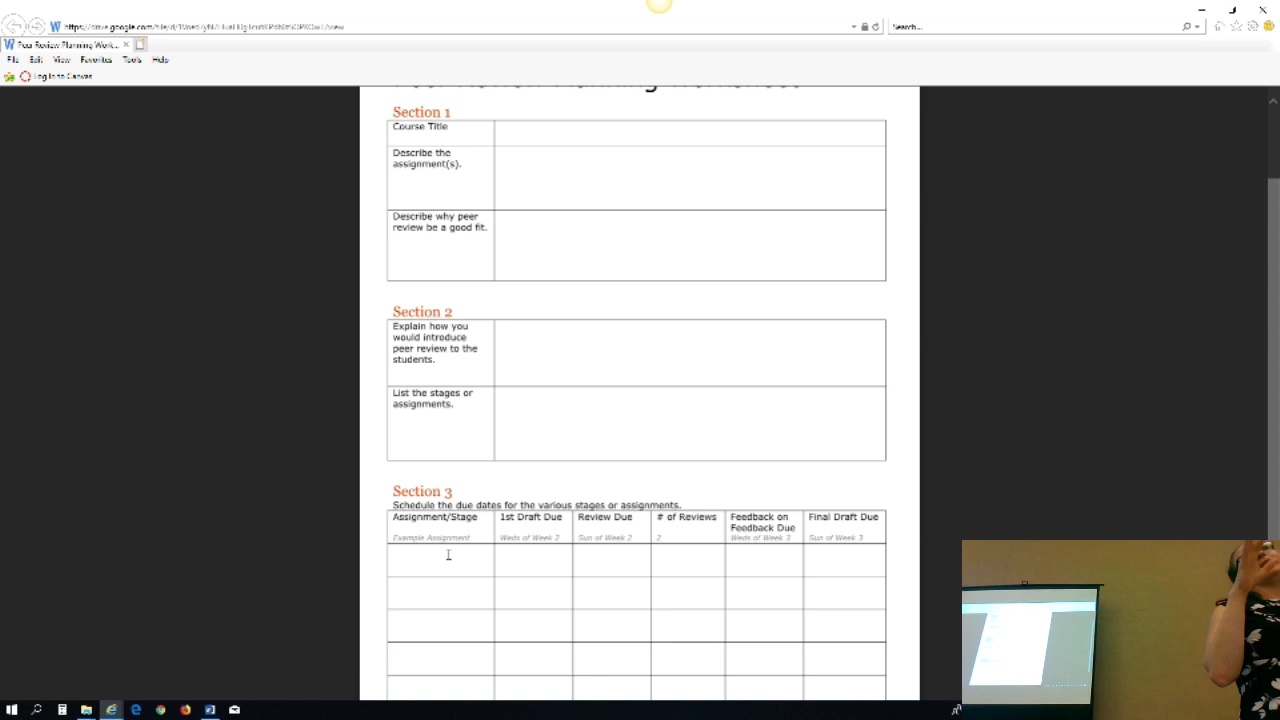 Search...
Peer Review Planning Work...
File Edit View Favorites Tools Help
Log In to Canvas
Section 1
Course Title
Describe the
assignment(s).
Describe why peer
review be a good fit.
Section 2
Explain how you
would introduce
peer review to the
students.
List the stages or
assignments.
Section 3
Schedule the due dates for the various stages or assignments.
Assignment/Stage 1st Draft Due Review Due # of Reviews Feedback on Feedback Due Final Draft Due
Example Assignment Weds of Week 2 Sun of Week 2 2 Weds of Week 3 Sun of Week 3